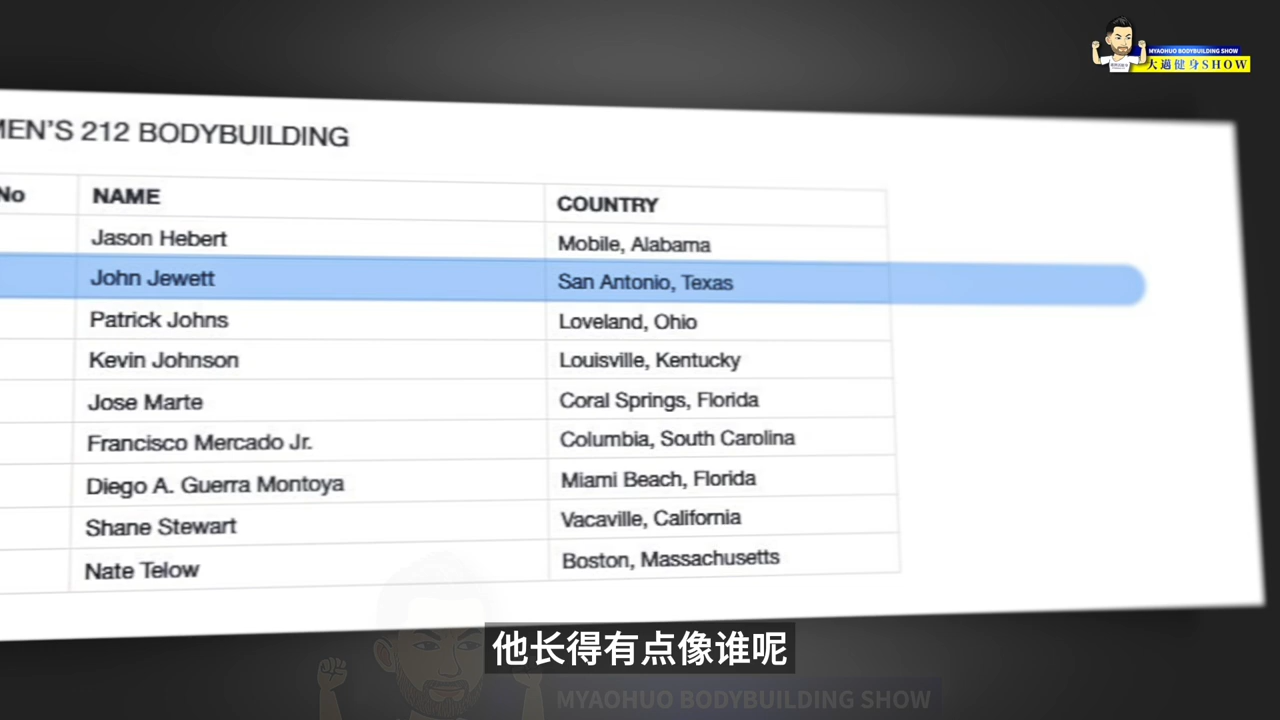 MYAOHUO BODYBUILDING SHOW
大邁健身SHOW
MEN'S 212 BODYBUILDING
No NAME COUNTRY
Jason Hebert Mobile, Alabama
John Jewett San Antonio, Texas
Patrick Johns Loveland, Ohio
Kevin Johnson Louisville, Kentucky
Jose Marte Coral Springs, Florida
Francisco Mercado Jr. Columbia, South Carolina
Diego A. Guerra Montoya Miami Beach, Florida
Shane Stewart Vacaville, California
Nate Telow Boston, Massachusetts
他长得有点像谁呢
MYAOHUO BODYBUILDING SHOW